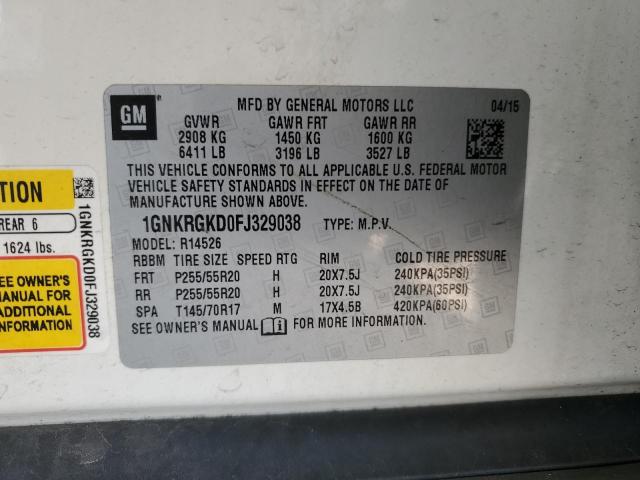 GM
MFD BY GENERAL MOTORS LLC 04/15
GVWR GAWR FRT GAWR RR
2908 KG 1450 KG 1600 KG
6411 LB 3196 LB 3527 LB
THIS VEHICLE CONFORMS TO ALL APPLICABLE U.S. FEDERAL MOTOR
VEHICLE SAFETY STANDARDS IN EFFECT ON THE DATE OF
MANUFACTURE SHOWN ABOVE.
1GNKRGKD0FJ329038 TYPE: M.P.V.
MODEL: R14526
RBBM TIRE SIZE SPEED RTG RIM COLD TIRE PRESSURE
FRT P255/55R20 H 20X7.5J 240KPA(35PSI)
RR P255/55R20 H 20X7.5J 240KPA(35PSI)
SPA T145/70R17 M 17X4.5B 420KPA(60PSI)
SEE OWNER'S MANUAL FOR MORE INFORMATION.
TION
REAR 6
1624 lbs.
EE OWNER'S
MANUAL FOR
ADDITIONAL
FORMATION
1GNKRGKD0FJ329038